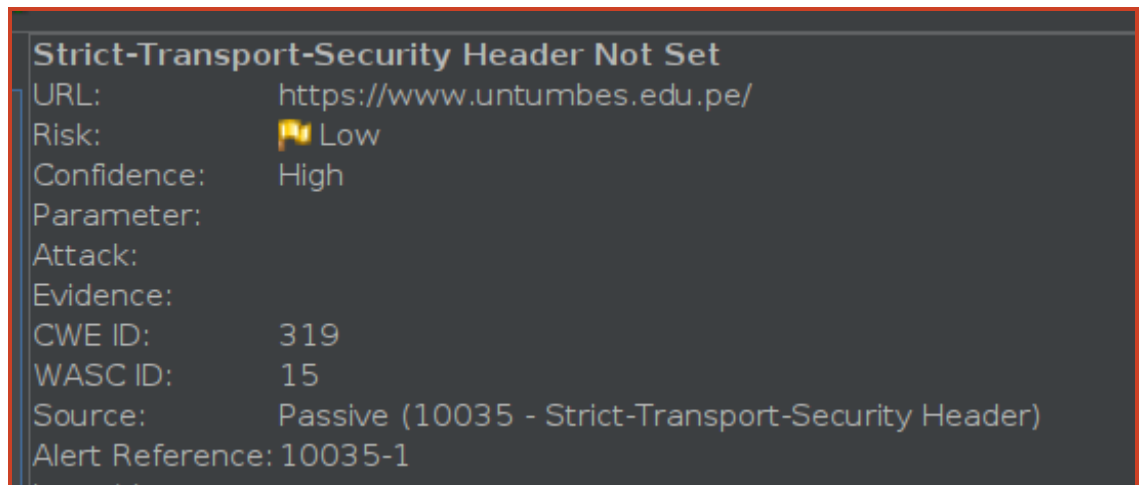 Strict-Transport-Security Header Not Set
URL: https://www.untumbes.edu.pe/
Risk: Low
Confidence: High
Parameter:
Attack:
Evidence:
CWE ID: 319
WASC ID: 15
Source: Passive (10035 - Strict-Transport-Security Header)
Alert Reference: 10035-1